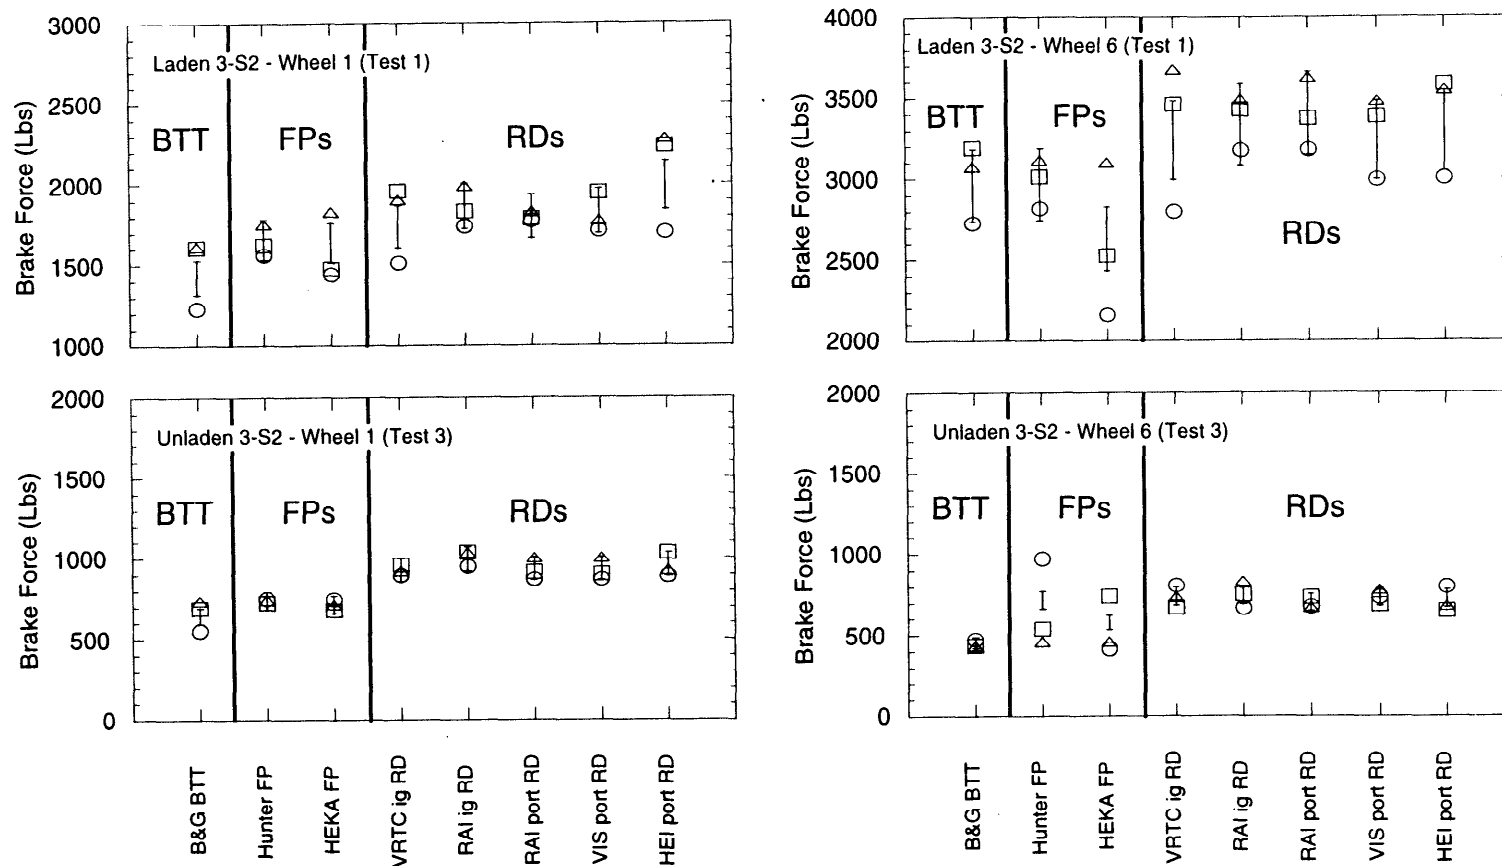 3000
2500
2000
1500
1000
Brake Force (Lbs)
Laden 3-S2 - Wheel 1 (Test 1)
BTT
FPs
RDs
4000
3500
3000
2500
2000
Brake Force (Lbs)
Laden 3-S2 - Wheel 6 (Test 1)
BTT
FPs
RDs
2000
1500
1000
500
0
Brake Force (Lbs)
Unladen 3-S2 - Wheel 1 (Test 3)
BTT
FPs
RDs
B&G BTT
Hunter FP
HEKA FP
VRTC ig RD
RAI ig RD
RAI port RD
VIS port RD
HEI port RD
2000
1500
1000
500
0
Brake Force (Lbs)
Unladen 3-S2 - Wheel 6 (Test 3)
BTT
FPs
RDs
B&G BTT
Hunter FP
HEKA FP
VRTC ig RD
RAI ig RD
RAI port RD
VIS port RD
HEI port RD